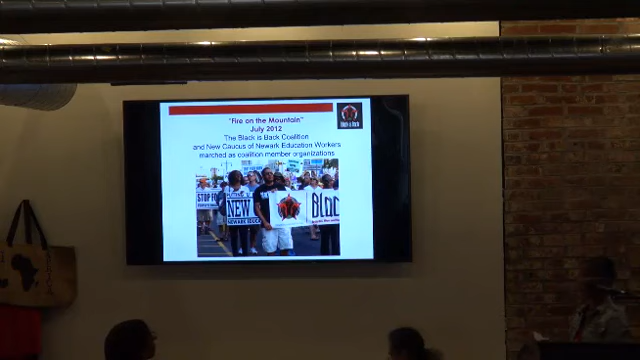 "Fire on the Mountain"
July 2012
The Black is Back Coalition
and New Caucus of Newark Education Workers
marched as coalition member organizations
STOP
NEW
NEWARK